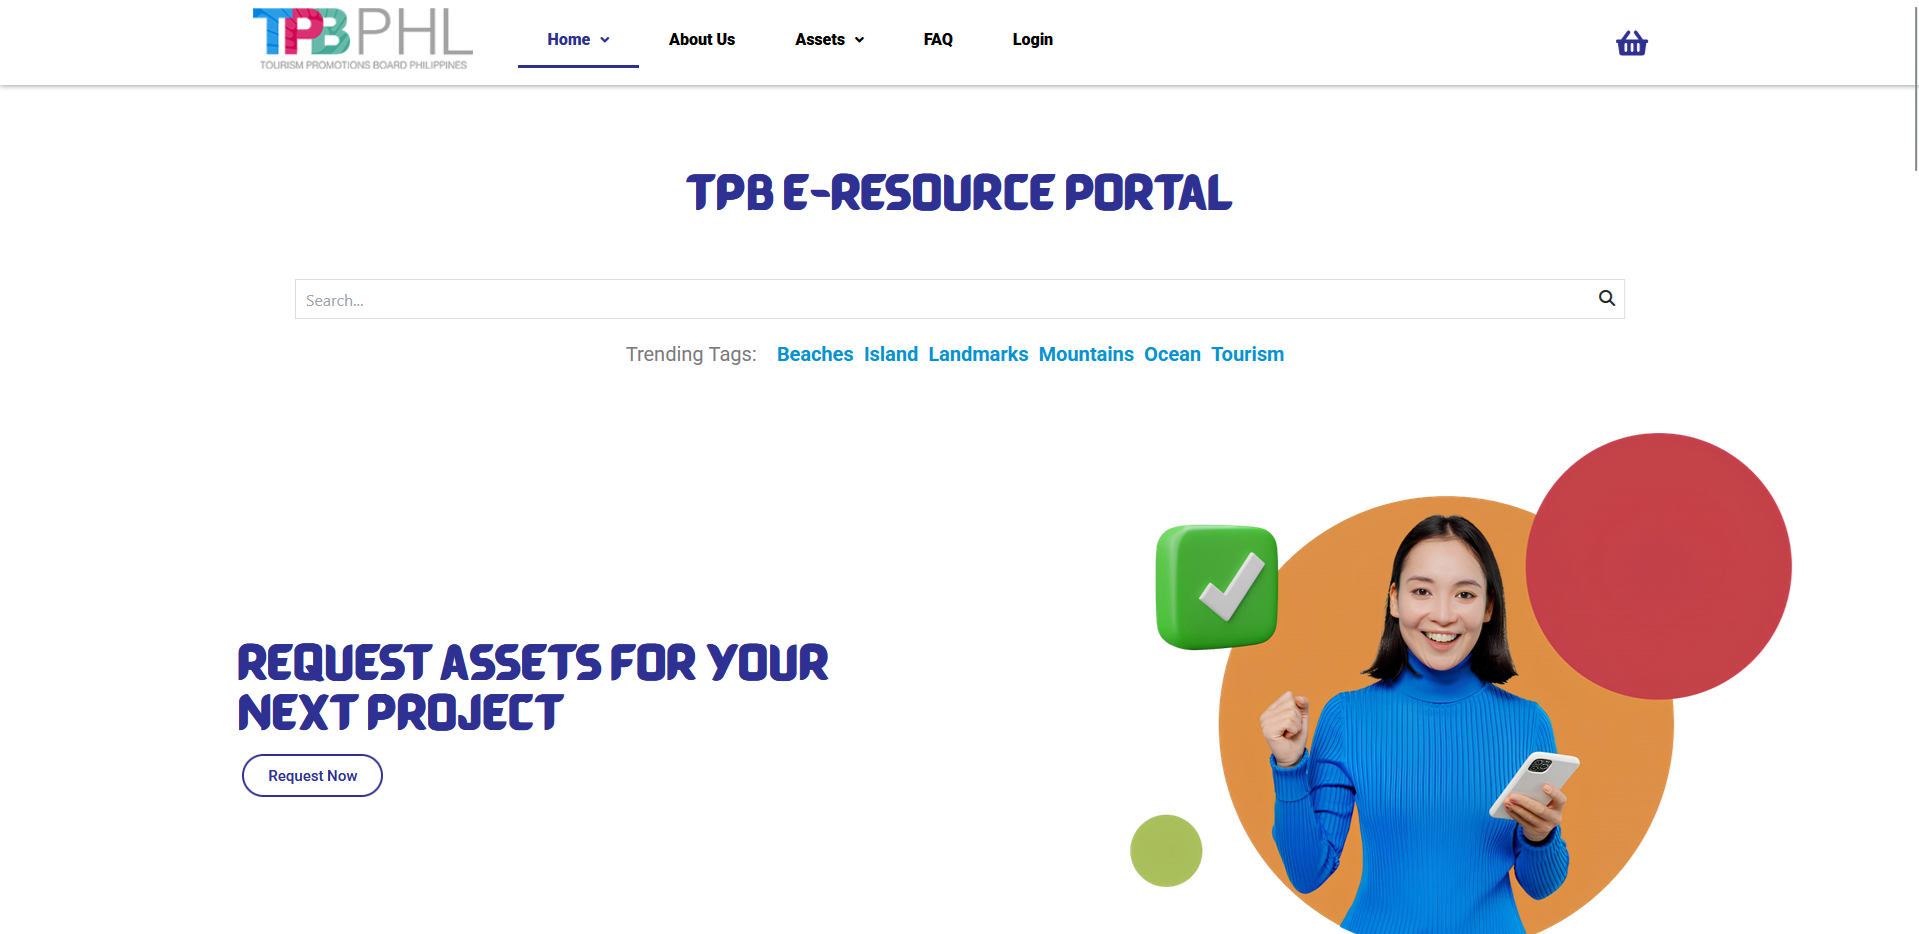 TPBPHL
TOURISM PROMOTIONS BOARD PHILIPPINES
Home About Us Assets FAQ Login
TPB E-RESOURCE PORTAL
Search...
Trending Tags: Beaches Island Landmarks Mountains Ocean Tourism
REQUEST ASSETS FOR YOUR
NEXT PROJECT
Request Now